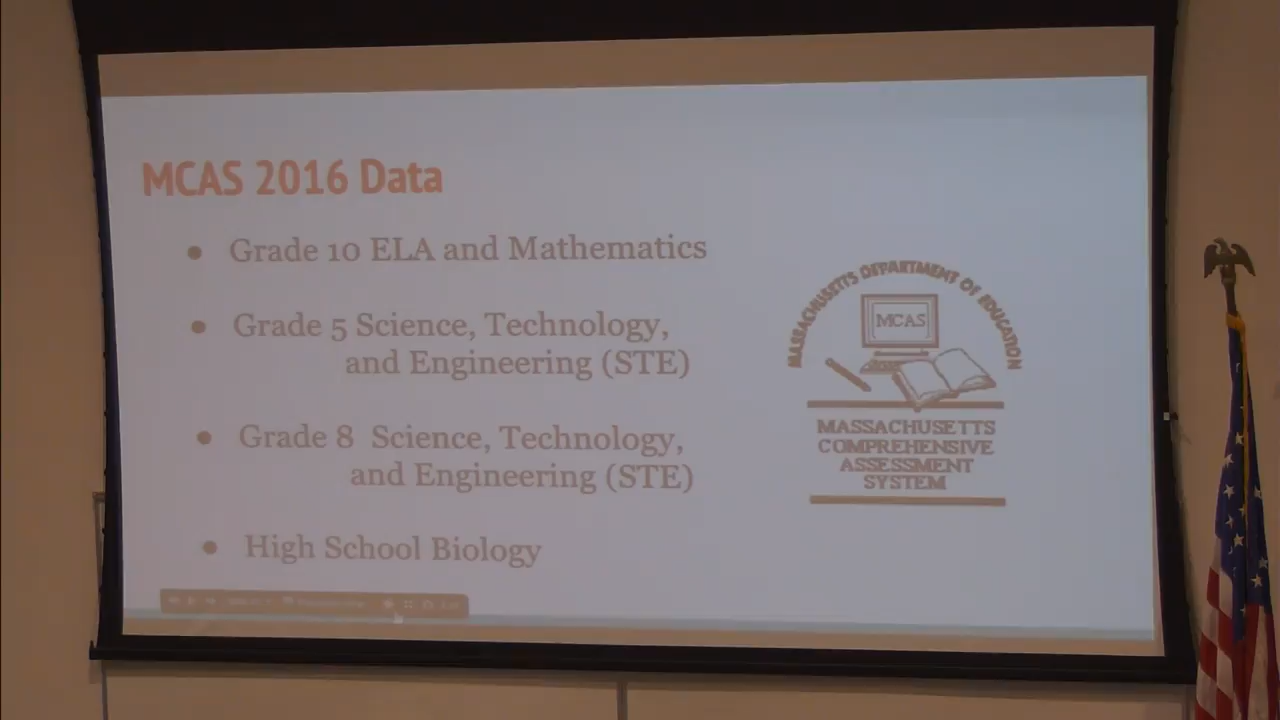 MCAS 2016 Data
● Grade 10 ELA and Mathematics
● Grade 5 Science, Technology,
and Engineering (STE)
● Grade 8 Science, Technology,
and Engineering (STE)
● High School Biology
MASSACHUSETTS DEPARTMENT OF EDUCATION
MCAS
MASSACHUSETTS
COMPREHENSIVE
ASSESSMENT
SYSTEM